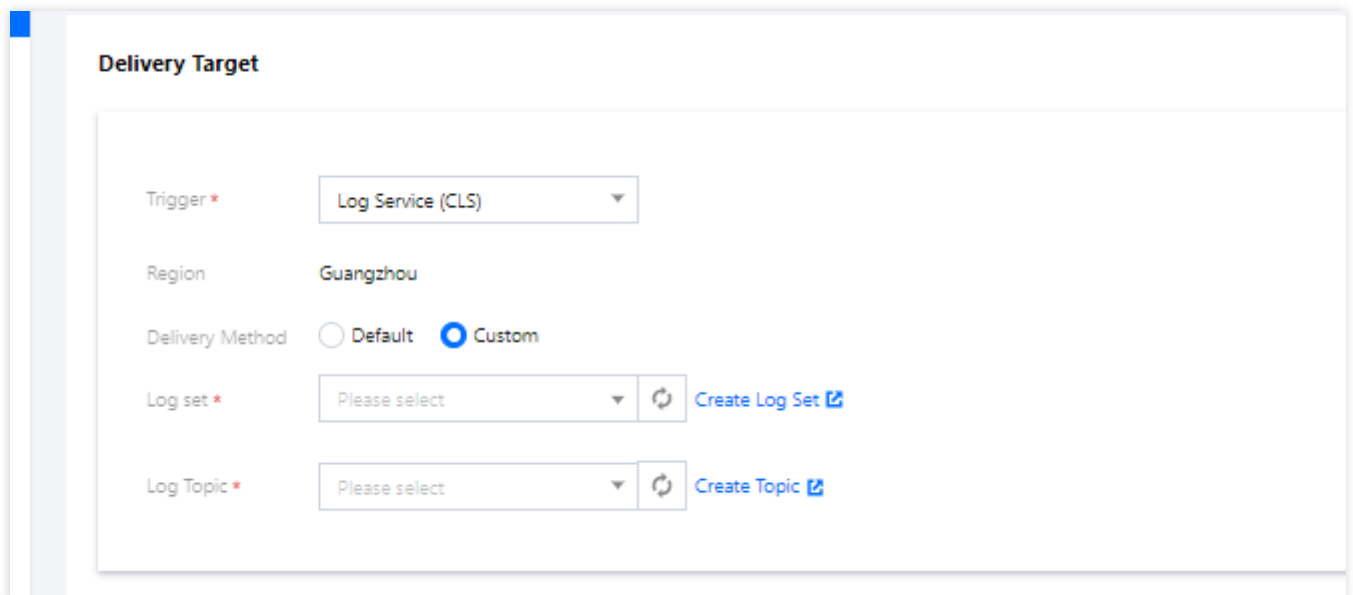 Delivery Target
Trigger * Log Service (CLS)
Region Guangzhou
Delivery Method Default Custom
Log set * Please select Create Log Set
Log Topic * Please select Create Topic